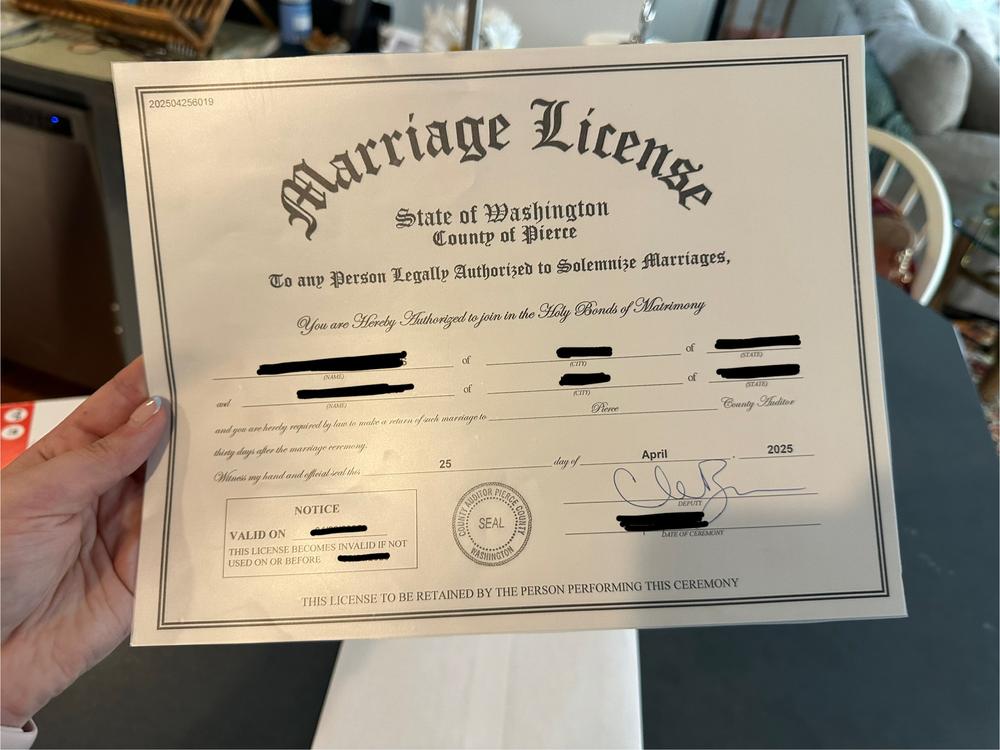 202504256019
Marriage License
State of Washington
County of Pierce
To any Person Legally Authorized to Solemnize Marriages,
You are Hereby Authorized to join in the Holy Bonds of Matrimony
of of
(NAME) (CITY) (STATE)
and of of
(NAME) (CITY) (STATE)
and you are hereby required by law to make a return of such marriage to Pierce County Auditor
thirty days after the marriage ceremony.
Witness my hand and official seal this 25 day of April , 2025
DEPUTY
DATE OF CEREMONY
NOTICE
VALID ON
THIS LICENSE BECOMES INVALID IF NOT
USED ON OR BEFORE
COUNTY AUDITOR PIERCE COUNTY
SEAL
WASHINGTON
THIS LICENSE TO BE RETAINED BY THE PERSON PERFORMING THIS CEREMONY